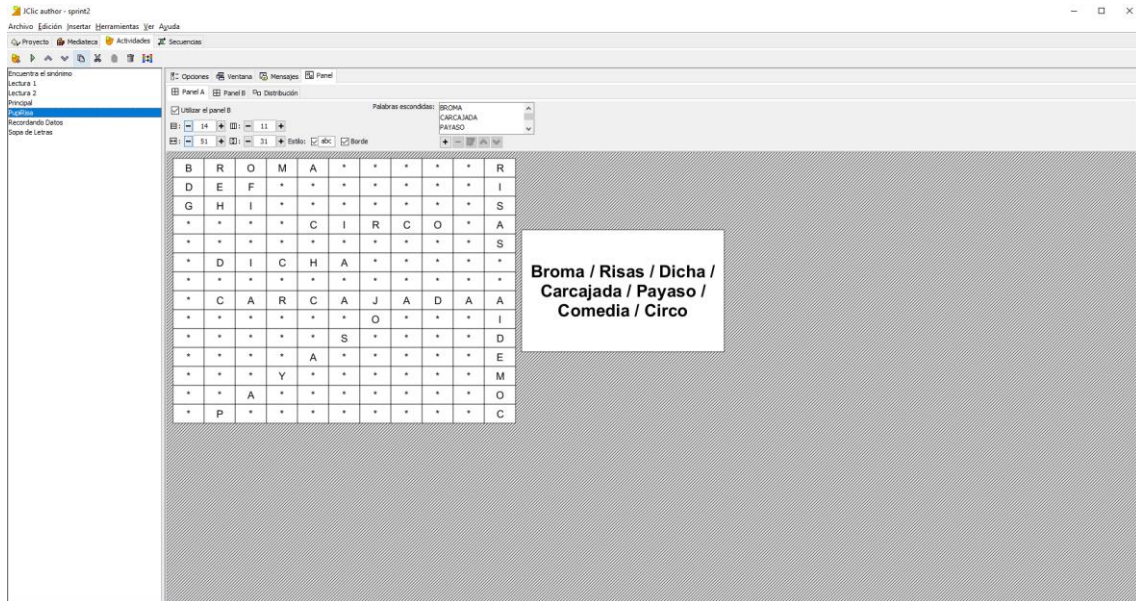 JClic author - sprint2
Archivo Edición Insertar Herramientas Ver Ayuda
Proyecto Mediateca Actividades Secuencias
Encuentra el sinónimo
Lectura 1
Lectura 2
Principal
PupiRisa
Recordando Datos
Sopa de Letras
Opciones Ventana Mensajes Panel
Panel A Panel B Distribución
Utilizar el panel B
Palabras escondidas:
BROMA
CARCAJADA
PAYASO
14 11
51 31 Estilo: abc Borde
B R O M A * * * * * R
D E F * * * * * * * I
G H I * * * * * * * S
* * * * C I R C O * A
* * * * * * * * * * S
* D I C H A * * * * *
* * * * * * * * * * *
* C A R C A J A D A A
* * * * * * O * * * I
* * * * * S * * * * D
* * * * A * * * * * E
* * * Y * * * * * * M
* * A * * * * * * * O
* P * * * * * * * * C
Broma / Risas / Dicha /
Carcajada / Payaso /
Comedia / Circo